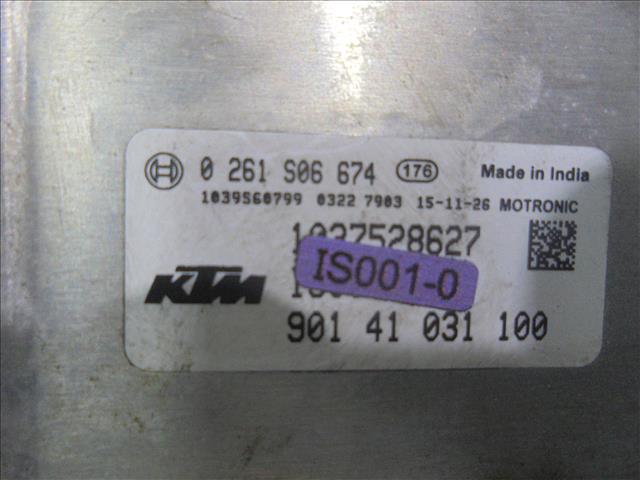 0 261 S06 674 176 Made in India
1039S60799 0322 7903 15-11-26 MOTRONIC
1037528627
IS001-0
KTM
901 41 031 100